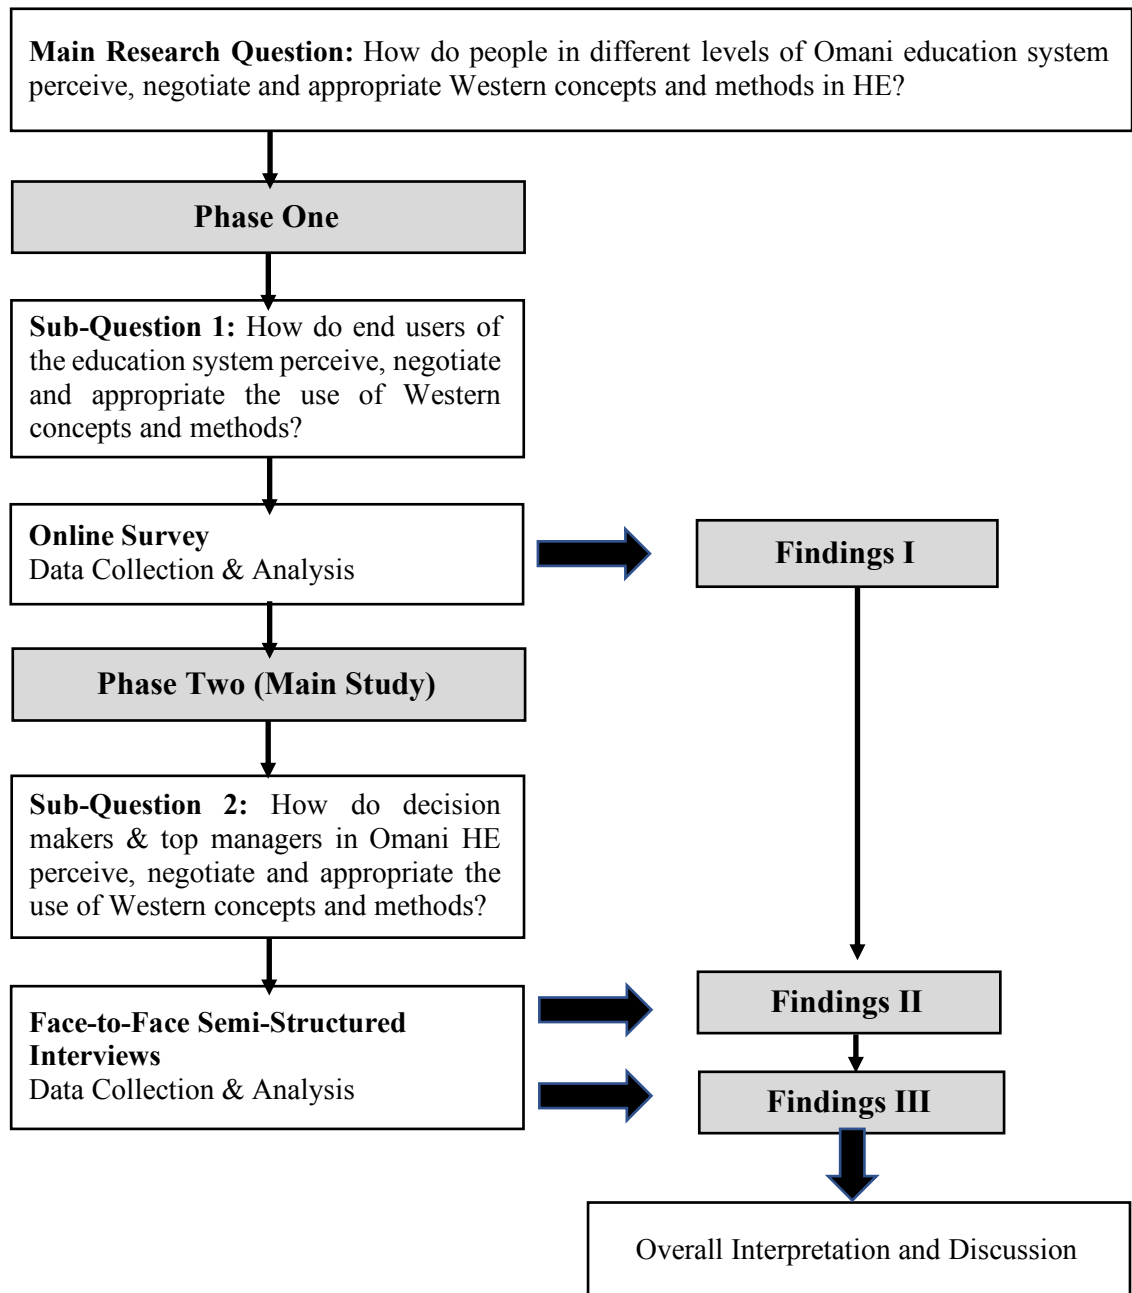 Main Research Question: How do people in different levels of Omani education system
perceive, negotiate and appropriate Western concepts and methods in HE?
Phase One
Sub-Question 1: How do end users of
the education system perceive, negotiate
and appropriate the use of Western
concepts and methods?
Online Survey
Data Collection & Analysis
Findings I
Phase Two (Main Study)
Sub-Question 2: How do decision
makers & top managers in Omani HE
perceive, negotiate and appropriate the
use of Western concepts and methods?
Face-to-Face Semi-Structured
Interviews
Data Collection & Analysis
Findings II
Findings III
Overall Interpretation and Discussion